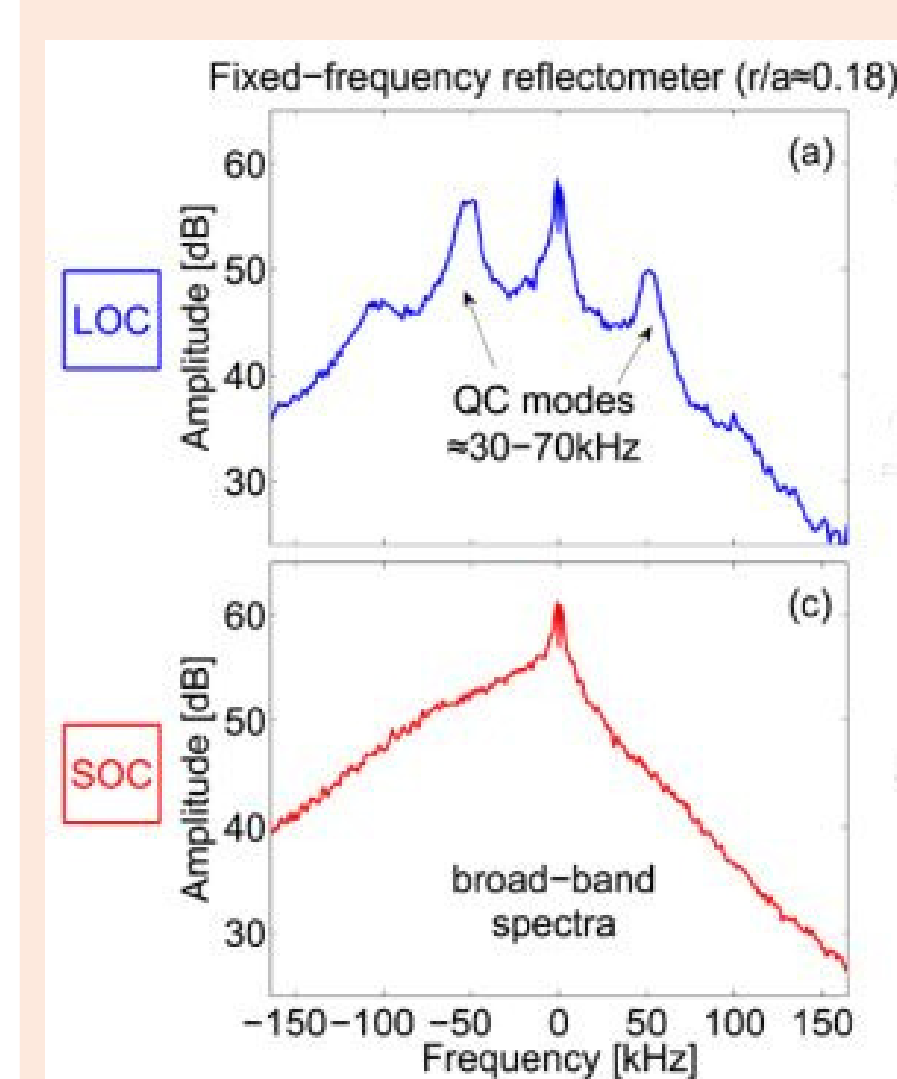 Fixed-frequency reflectometer (r/a≈0.18)
(a)
LOC
Amplitude [dB]
60
50
40
30
QC modes
≈30-70kHz
(c)
SOC
Amplitude [dB]
60
50
40
30
broad-band
spectra
-150 -100 -50 0 50 100 150
Frequency [kHz]